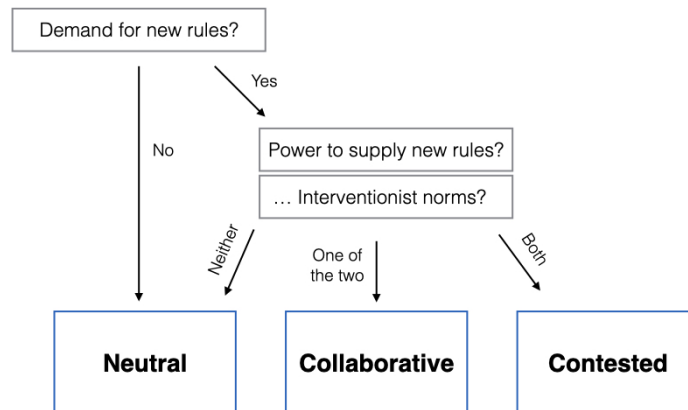 Demand for new rules?
Yes
No
Power to supply new rules?
... Interventionist norms?
Neither
One of
the two
Both
Neutral
Collaborative
Contested